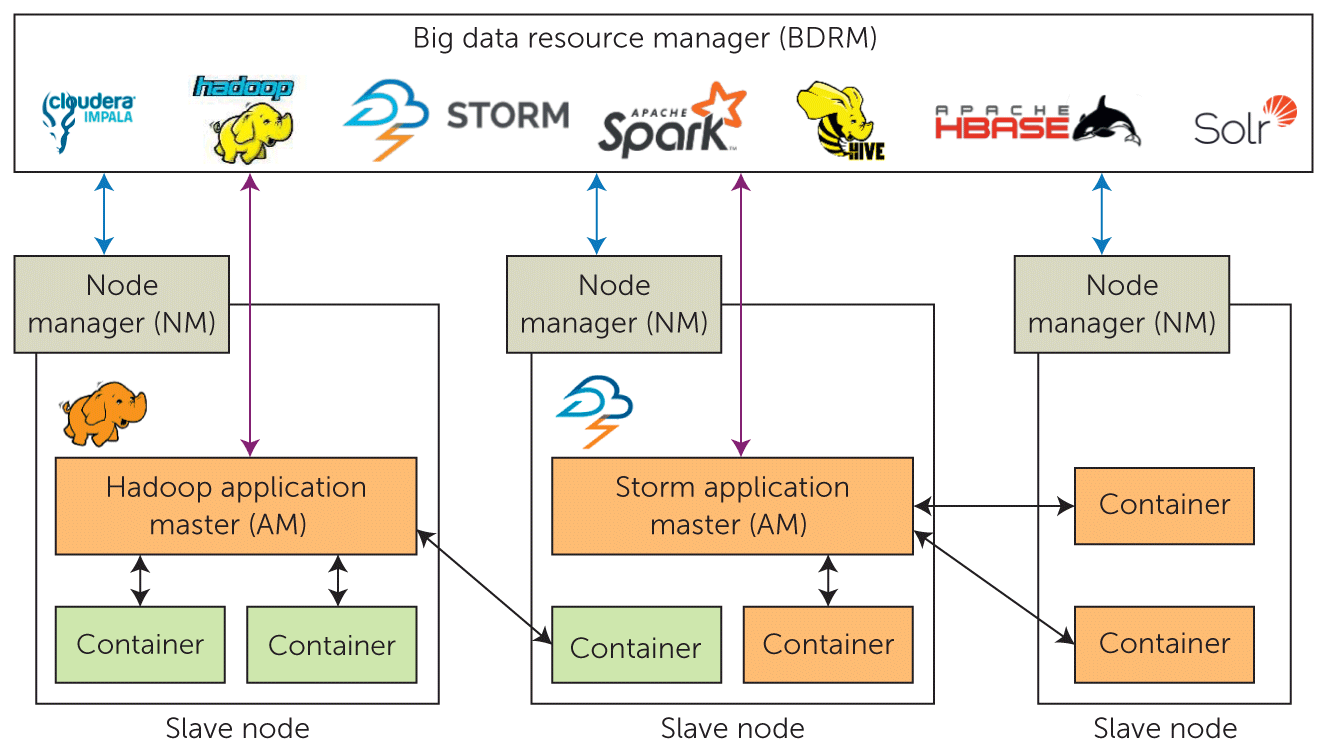 Big data resource manager (BDRM)
cloudera
IMPALA
hadoop
STORM
APACHE
Spark™
HIVE
APACHE
HBASE
Solr
Node
manager (NM)
Node
manager (NM)
Node
manager (NM)
Hadoop application
master (AM)
Storm application
master (AM)
Container
Container
Container
Container
Container
Container
Slave node
Slave node
Slave node